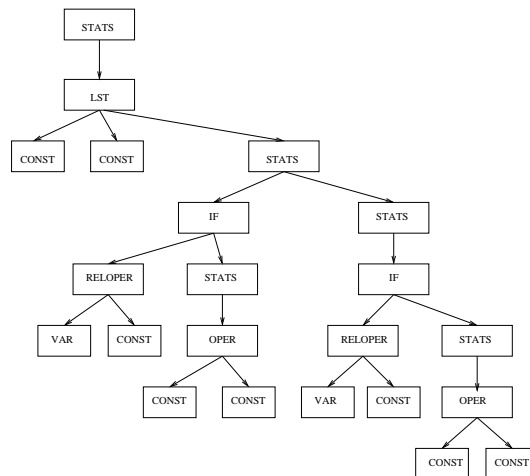 STATS
LST
CONST CONST STATS
IF STATS
RELOPER STATS IF
VAR CONST OPER RELOPER STATS
CONST CONST VAR CONST OPER
CONST CONST